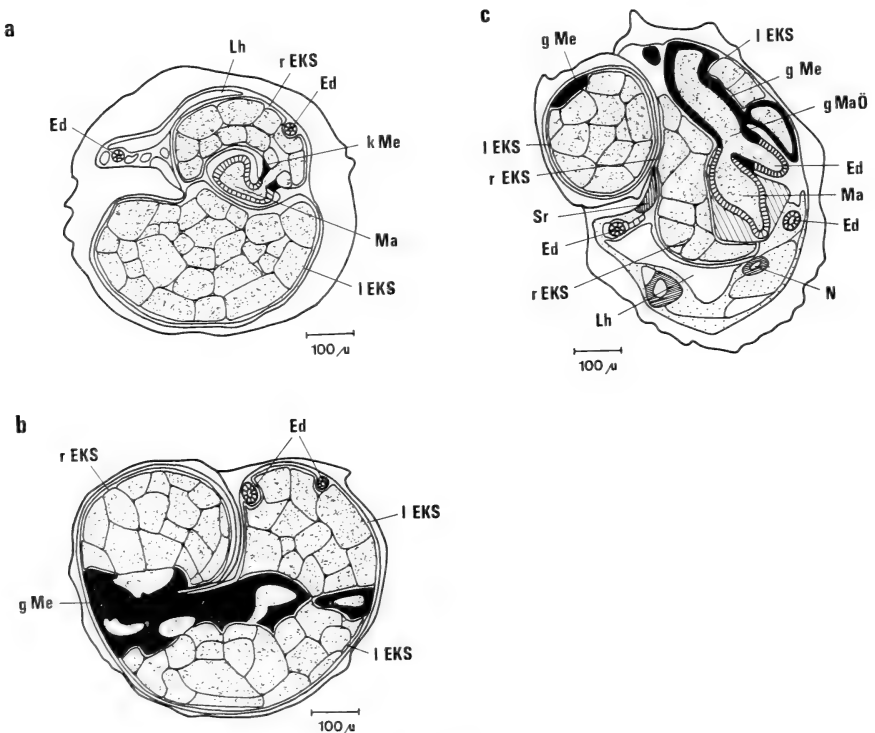 a
Lh
r EKS
Ed
Ed
k Me
Ma
l EKS
100 /u
c
g Me
l EKS
g Me
g MaÖ
l EKS
r EKS
Ed
Ma
Sr
Ed
Ed
r EKS
N
Lh
100 /u
b
r EKS
Ed
l EKS
g Me
l EKS
100 /u